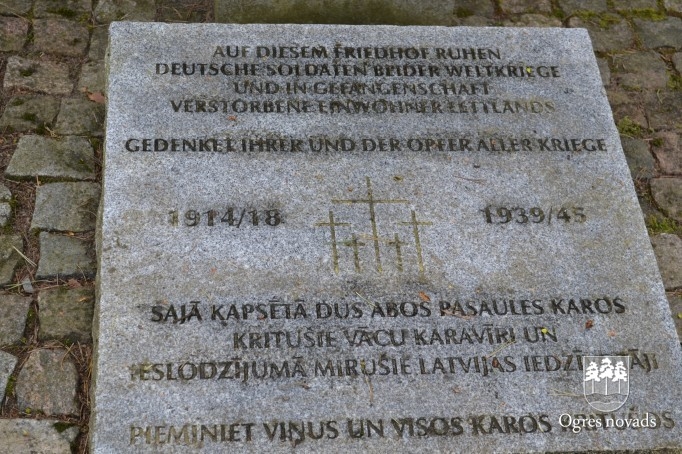 AUF DIESEM FRIEDHOF RUHEN
DEUTSCHE SOLDATEN BEIDER WELTKRIEGE
UND IN GEFANGENSCHAFT
VERSTORBENE EINWOHNER LETTLANDS
GEDENKET IHRER UND DER OPFER ALLER KRIEGE
1914/18 1939/45
ŠAJĀ KAPSĒTĀ DUS ABOS PASAULES KAROS
KRITUŠIE VĀCU KARAVĪRI UN
IESLODZĪJUMĀ MIRUŠIE LATVIJAS IEDZĪVOTĀJI
PIEMINIET VIŅUS UN VISOS KAROS
Ogres novads